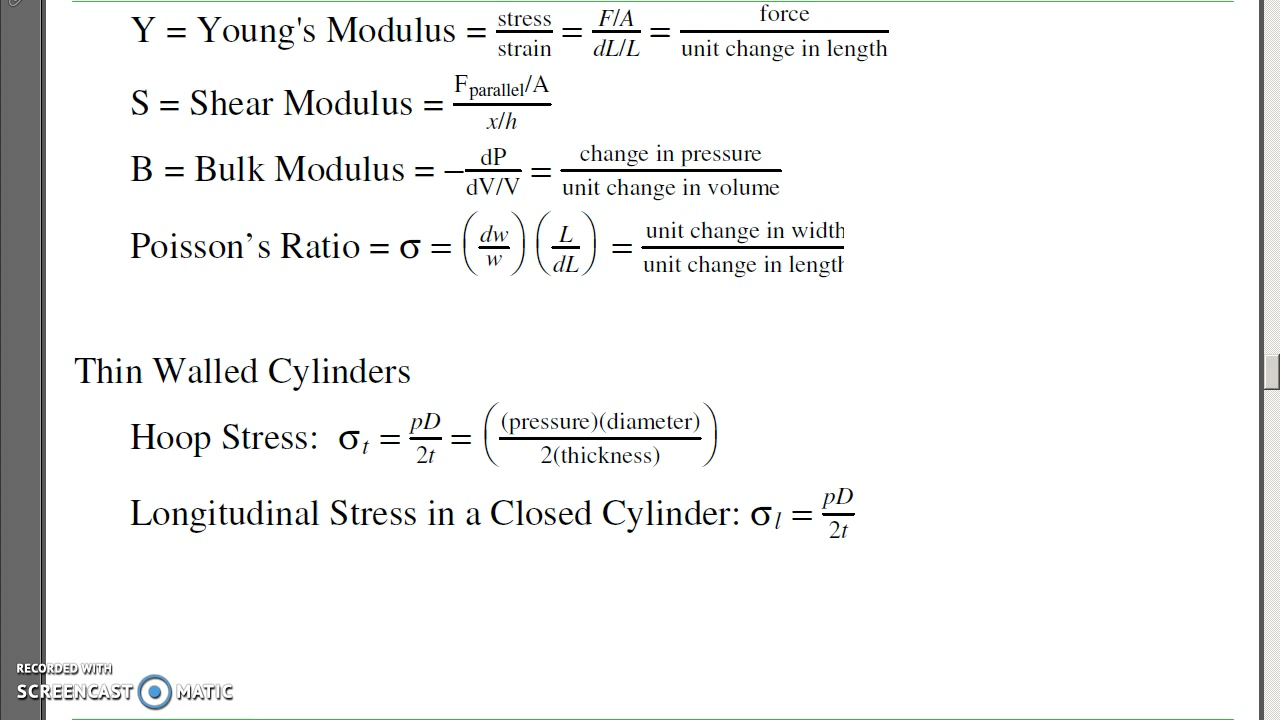 Y = Young's Modulus = stress/strain = F/A / dL/L = force / unit change in length
S = Shear Modulus = Fparallel/A / x/h
B = Bulk Modulus = − dP / dV/V = change in pressure / unit change in volume
Poisson’s Ratio = σ = (dw/w) (L/dL) = unit change in width / unit change in length
Thin Walled Cylinders
Hoop Stress: σt = pD/2t = ((pressure)(diameter) / 2(thickness))
Longitudinal Stress in a Closed Cylinder: σl = pD/2t
RECORDED WITH
SCREENCAST MATIC